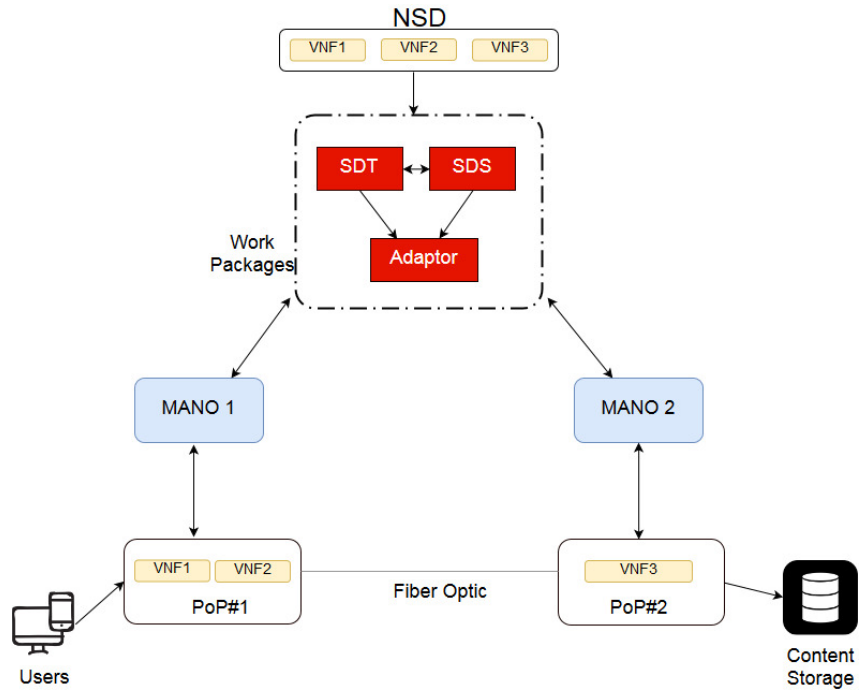 NSD
VNF1
VNF2
VNF3
SDT
SDS
Adaptor
Work
Packages
MANO 1
MANO 2
VNF1
VNF2
PoP#1
Fiber Optic
VNF3
PoP#2
Users
Content
Storage